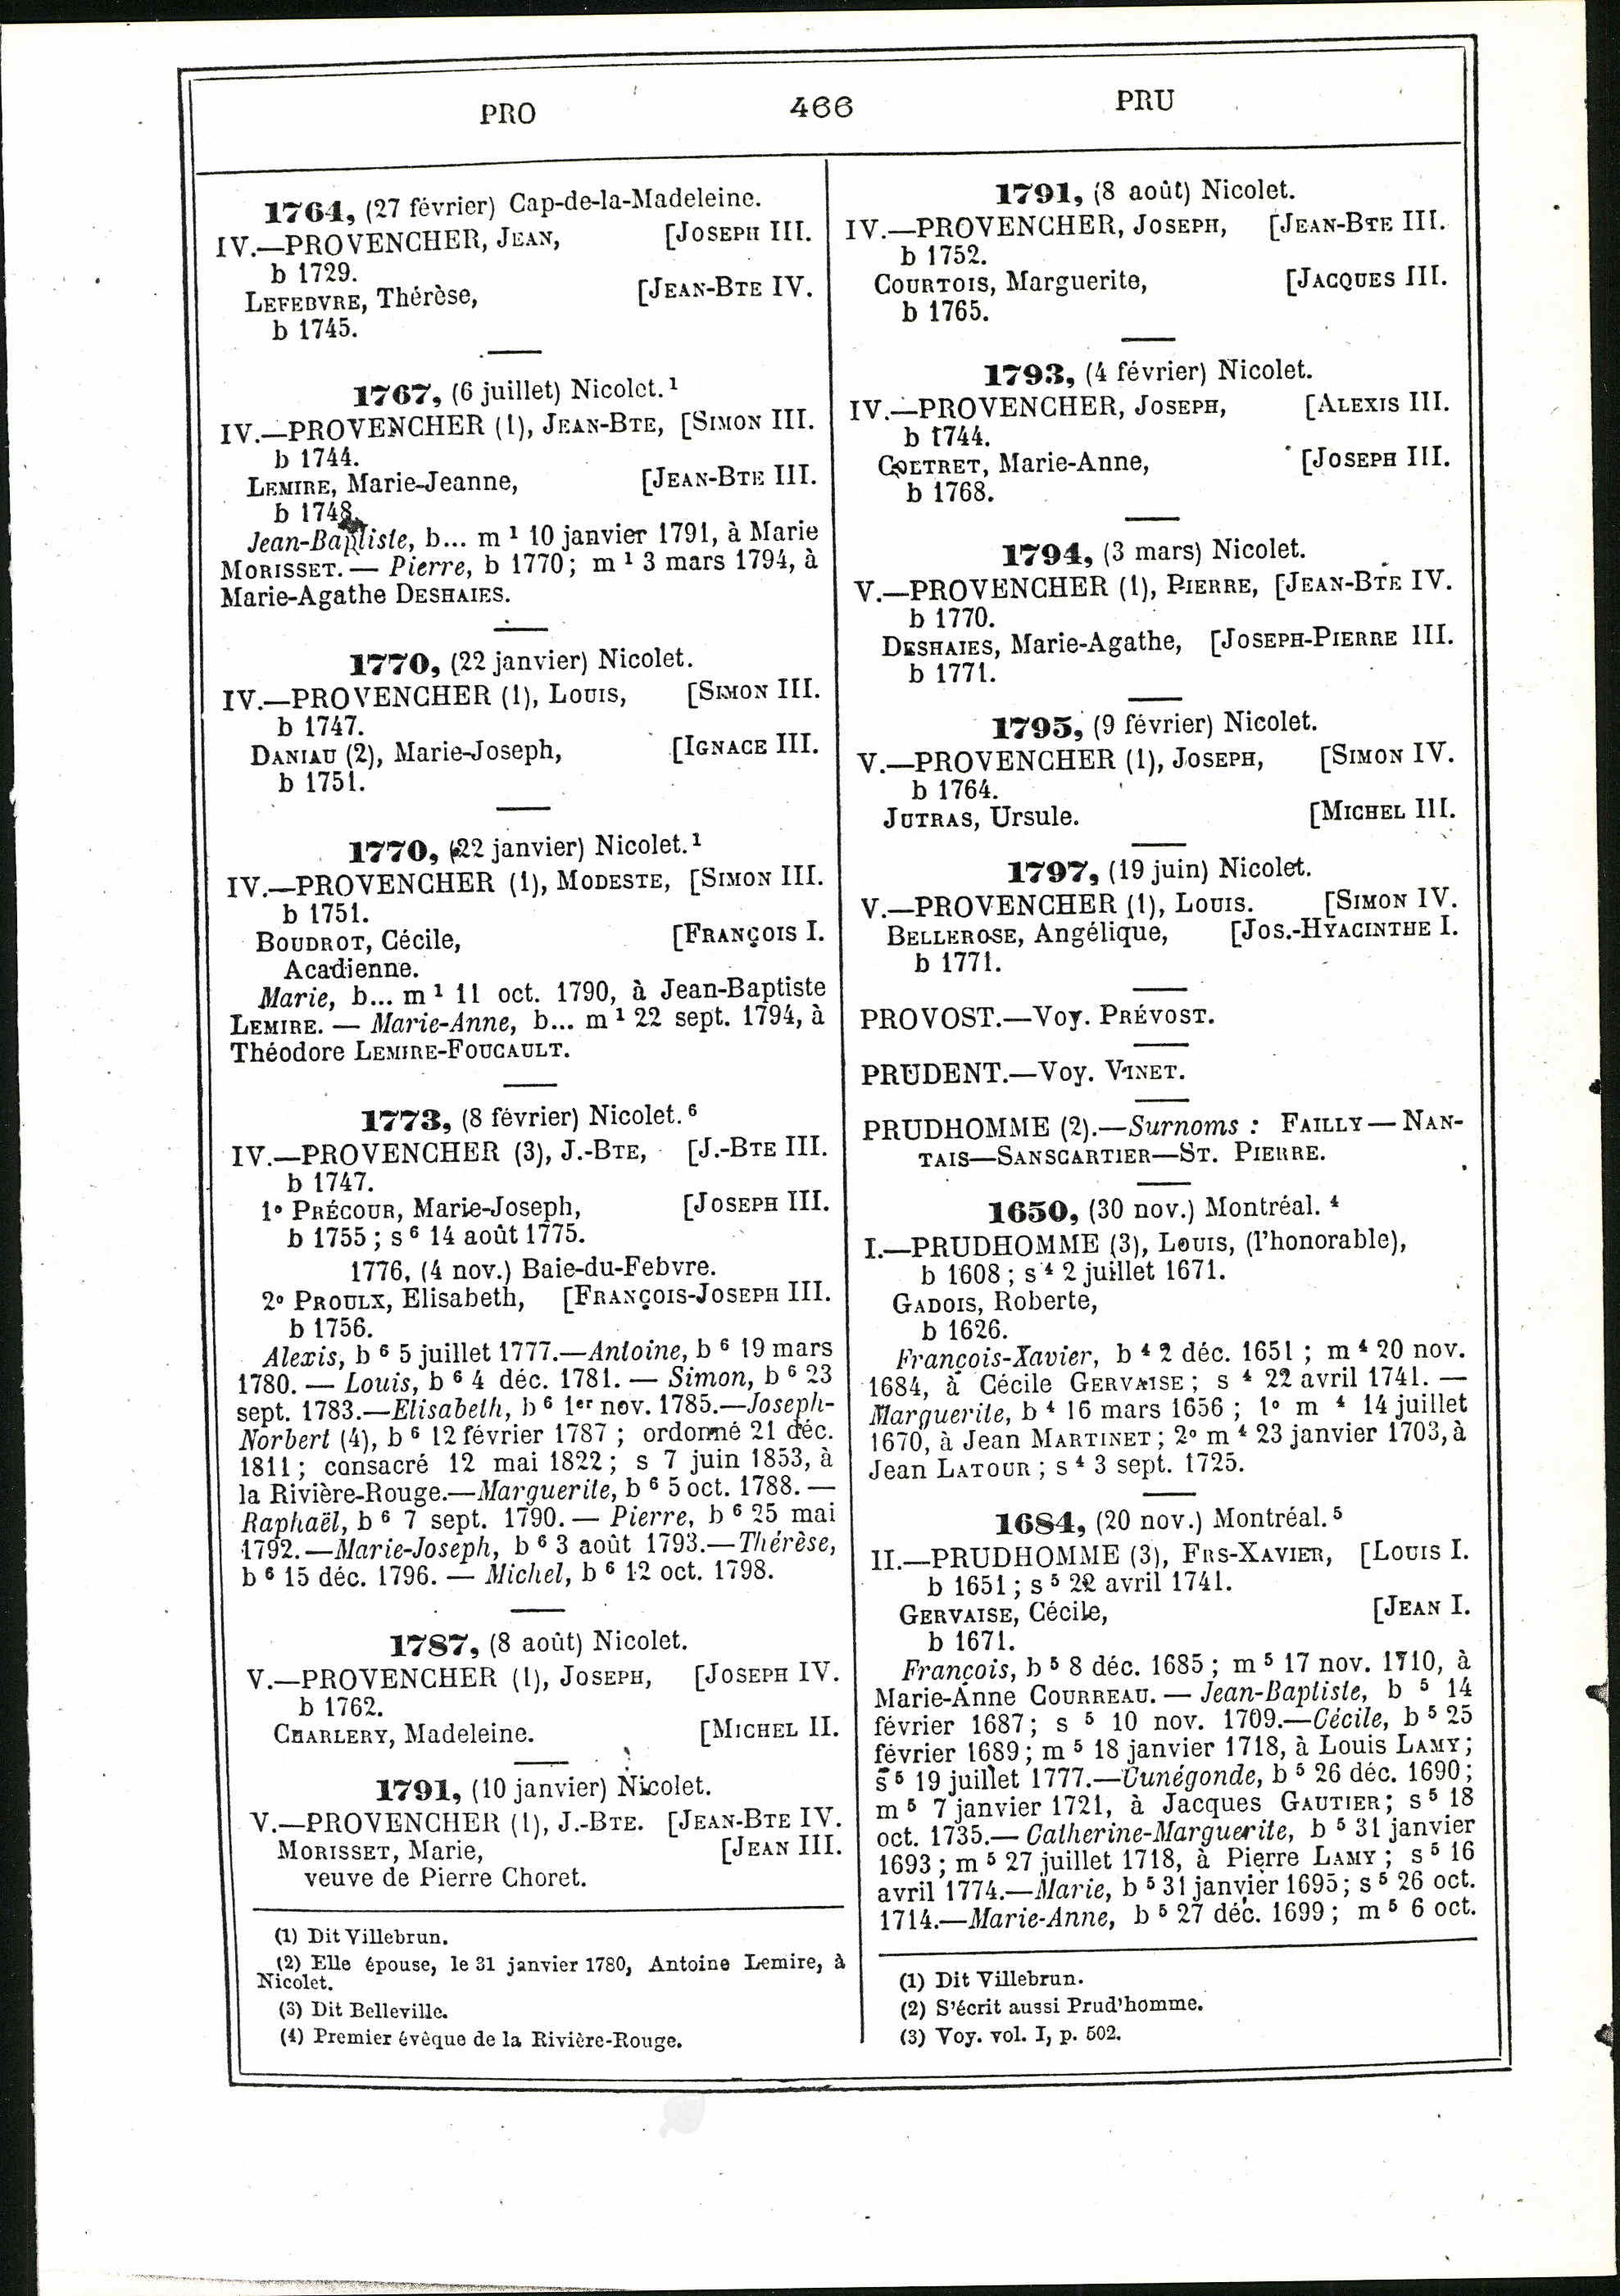 PRO 466 PRU
1764, (27 février) Cap-de-la-Madeleine.
IV.—PROVENCHER, JEAN, [JOSEPH III.
b 1729.
LEFEBVRE, Thérèse, [JEAN-BTE IV.
b 1745.
1767, (6 juillet) Nicolet.¹
IV.—PROVENCHER (1), JEAN-BTE, [SIMON III.
b 1744.
LEMIRE, Marie-Jeanne, [JEAN-BTE III.
b 1748.
Jean-Baptiste, b... m ¹ 10 janvier 1791, à Marie
MORISSET.— Pierre, b 1770; m ¹ 3 mars 1794, à
Marie-Agathe DESHAIES.
1770, (22 janvier) Nicolet.
IV.—PROVENCHER (1), LOUIS, [SIMON III.
b 1747.
DANIAU (2), Marie-Joseph, [IGNACE III.
b 1751.
1770, (22 janvier) Nicolet.¹
IV.—PROVENCHER (1), MODESTE, [SIMON III.
b 1751.
BOUDROT, Cécile, [FRANÇOIS I.
Acadienne.
Marie, b... m ¹ 11 oct. 1790, à Jean-Baptiste
LEMIRE. — Marie-Anne, b... m ¹ 22 sept. 1794, à
Théodore LEMIRE-FOUCAULT.
1773, (8 février) Nicolet. ⁶
IV.—PROVENCHER (3), J.-BTE, [J.-BTE III.
b 1747.
1° PRÉCOUR, Marie-Joseph, [JOSEPH III.
b 1755 ; s ⁶ 14 août 1775.
1776, (4 nov.) Baie-du-Febvre.
2° PROULX, Elisabeth, [FRANÇOIS-JOSEPH III.
b 1756.
Alexis, b ⁶ 5 juillet 1777.—Antoine, b ⁶ 19 mars
1780. — Louis, b ⁶ 4 déc. 1781. — Simon, b ⁶ 23
sept. 1783.—Elisabeth, b ⁶ 1er nov. 1785.—Joseph-
Norbert (4), b ⁶ 12 février 1787 ; ordonné 21 déc.
1811 ; consacré 12 mai 1822 ; s 7 juin 1853, à
la Rivière-Rouge.—Marguerite, b ⁶ 5 oct. 1788. —
Raphaël, b ⁶ 7 sept. 1790. — Pierre, b ⁶ 25 mai
1792. —Marie-Joseph, b ⁶ 3 août 1793.—Thérèse,
b ⁶ 15 déc. 1796. — Michel, b ⁶ 12 oct. 1798.
1787, (8 août) Nicolet.
V.—PROVENCHER (1), JOSEPH, [JOSEPH IV.
b 1762.
CHARLERY, Madeleine. [MICHEL II.
1791, (10 janvier) Nicolet.
V.—PROVENCHER (1), J.-BTE. [JEAN-BTE IV.
MORISSET, Marie, [JEAN III.
veuve de Pierre Choret.
(1) Dit Villebrun.
(2) Elle épouse, le 31 janvier 1780, Antoine Lemire, à
Nicolet.
(3) Dit Belleville.
(4) Premier évêque de la Rivière-Rouge.
1791, (8 août) Nicolet.
IV.—PROVENCHER, JOSEPH, [JEAN-BTE III.
b 1752.
COURTOIS, Marguerite, [JACQUES III.
b 1765.
1793, (4 février) Nicolet.
IV.—PROVENCHER, JOSEPH, [ALEXIS III.
b 1744.
COLTRET, Marie-Anne, [JOSEPH III.
b 1768.
1794, (3 mars) Nicolet.
V.—PROVENCHER (1), PIERRE, [JEAN-BTE IV.
b 1770.
DESHAIES, Marie-Agathe, [JOSEPH-PIERRE III.
b 1771.
1795, (9 février) Nicolet.
V.—PROVENCHER (1), JOSEPH, [SIMON IV.
b 1764.
JUTRAS, Ursule. [MICHEL III.
1797, (19 juin) Nicolet.
V.—PROVENCHER (1), LOUIS. [SIMON IV.
BELLEROSE, Angélique, [JOS.-HYACINTHE I.
b 1771.
PROVOST.—Voy. PRÉVOST.
PRUDENT.—Voy. VINET.
PRUDHOMME (2).—Surnoms : FAILLY — NAN-
TAIS—SANSCARTIER—ST. PIERRE.
1650, (30 nov.) Montréal. ⁴
I.—PRUDHOMME (3), LOUIS, (l'honorable),
b 1608 ; s ⁴ 2 juillet 1671.
GADOIS, Roberte,
b 1626.
François-Xavier, b ⁴ 2 déc. 1651 ; m ⁴ 20 nov.
1684, à Cécile GERVAISE ; s ⁴ 22 avril 1741. —
Marguerite, b ⁴ 16 mars 1656 ; 1° m ⁴ 14 juillet
1670, à Jean MARTINET ; 2° m ⁴ 23 janvier 1703, à
Jean LATOUR ; s ⁴ 3 sept. 1725.
1684, (20 nov.) Montréal. ⁵
II.—PRUDHOMME (3), FRS-XAVIER, [LOUIS I.
b 1651 ; s ⁵ 22 avril 1741.
GERVAISE, Cécile, [JEAN I.
b 1671.
François, b ⁵ 8 déc. 1685 ; m ⁵ 17 nov. 1710, à
Marie-Anne COURREAU. — Jean-Baptiste, b ⁵ 14
février 1687 ; s ⁵ 10 nov. 1709.—Cécile, b ⁵ 25
février 1689 ; m ⁵ 18 janvier 1718, à Louis LAMY ;
s ⁵ 19 juillet 1777.—Cunégonde, b ⁵ 26 déc. 1690 ;
m ⁵ 7 janvier 1721, à Jacques GAUTIER ; s ⁵ 18
oct. 1735.— Catherine-Marguerite, b ⁵ 31 janvier
1693 ; m ⁵ 27 juillet 1718, à Pierre LAMY ; s ⁵ 16
avril 1774.—Marie, b ⁵ 31 janvier 1695 ; s ⁵ 26 oct.
1714.—Marie-Anne, b ⁵ 27 déc. 1699 ; m ⁵ 6 oct.
(1) Dit Villebrun.
(2) S'écrit aussi Prud'homme.
(3) Voy. vol. I, p. 502.